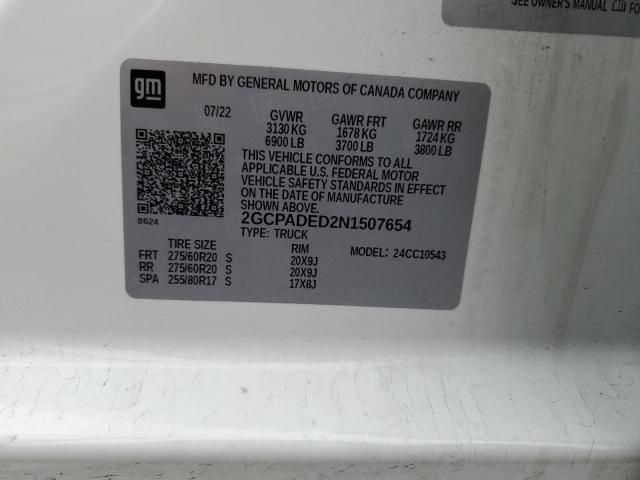 SEE OWNER'S MANUAL
gm
MFD BY GENERAL MOTORS OF CANADA COMPANY
07/22 GVWR GAWR FRT GAWR RR
3130 KG 1678 KG 1724 KG
6900 LB 3700 LB 3800 LB
THIS VEHICLE CONFORMS TO ALL
APPLICABLE U.S. FEDERAL MOTOR
VEHICLE SAFETY STANDARDS IN EFFECT
ON THE DATE OF MANUFACTURE
SHOWN ABOVE.
8624
2GCPADED2N1507654
TYPE: TRUCK
TIRE SIZE RIM MODEL: 24CC10543
FRT 275/60R20 S 20X9J
RR 275/60R20 S 20X9J
SPA 255/80R17 S 17X8J